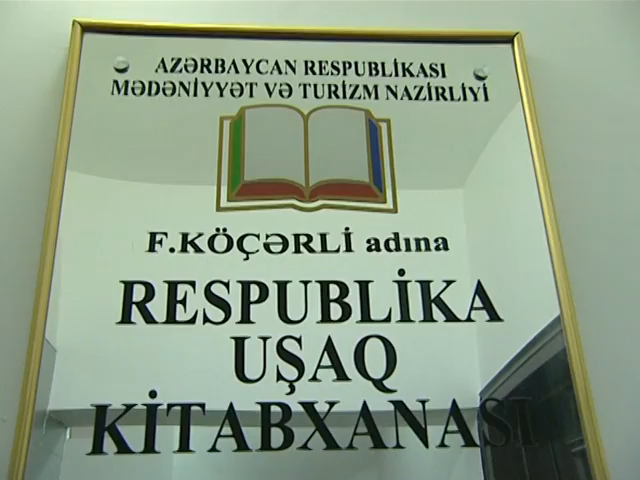 AZƏRBAYCAN RESPUBLİKASI
MƏDƏNİYYƏT VƏ TURİZM NAZİRLİYİ
F.KÖÇƏRLİ adına
RESPUBLİKA
UŞAQ
KİTABXANASI